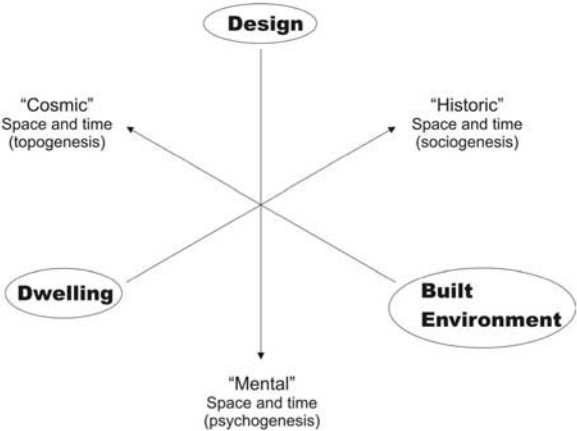 Design
“Cosmic”
Space and time
(topogenesis)
“Historic”
Space and time
(sociogenesis)
Dwelling
Built
Environment
“Mental”
Space and time
(psychogenesis)